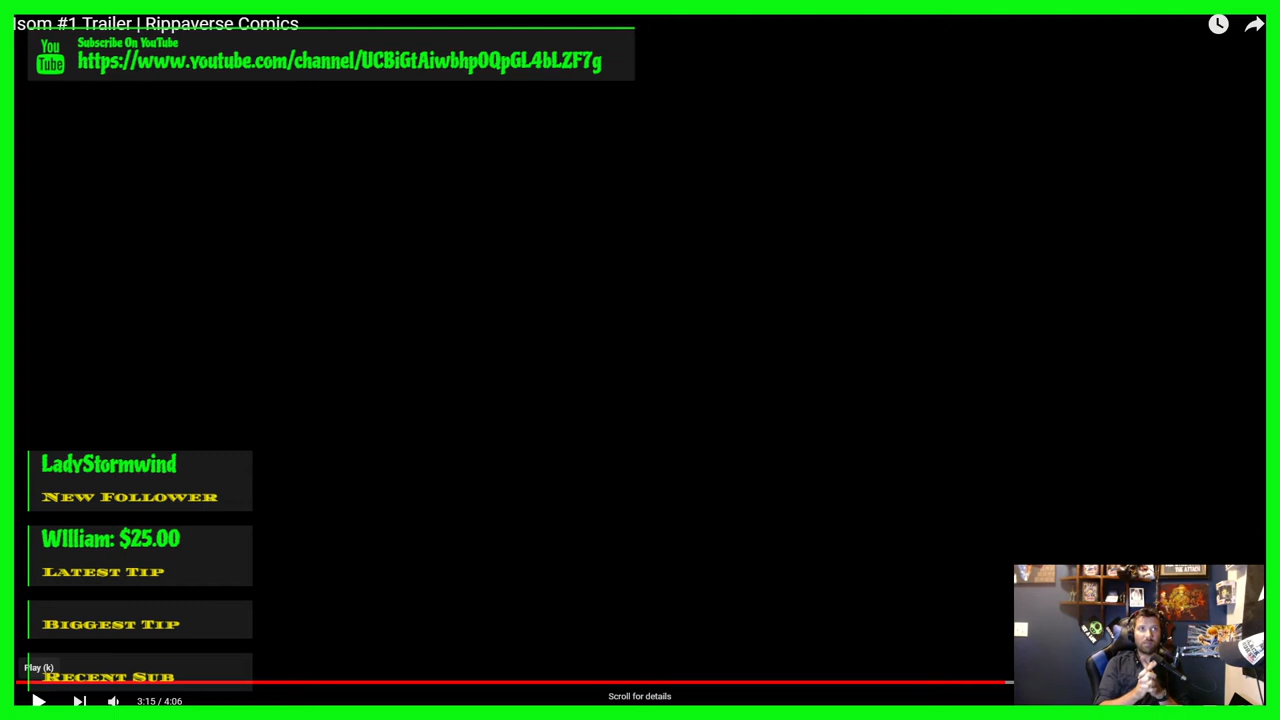 Isom #1 Trailer | Rippaverse Comics
You
Tube
Subscribe On YouTube
https://www.youtube.com/channel/UCBiGtAiwbhp0QpGL4bLZF7g
LadyStormwind
New Follower
WIlliam: $25.00
Latest Tip
Biggest Tip
Play (k)
Recent Sub
3:15 / 4:06
Scroll for details